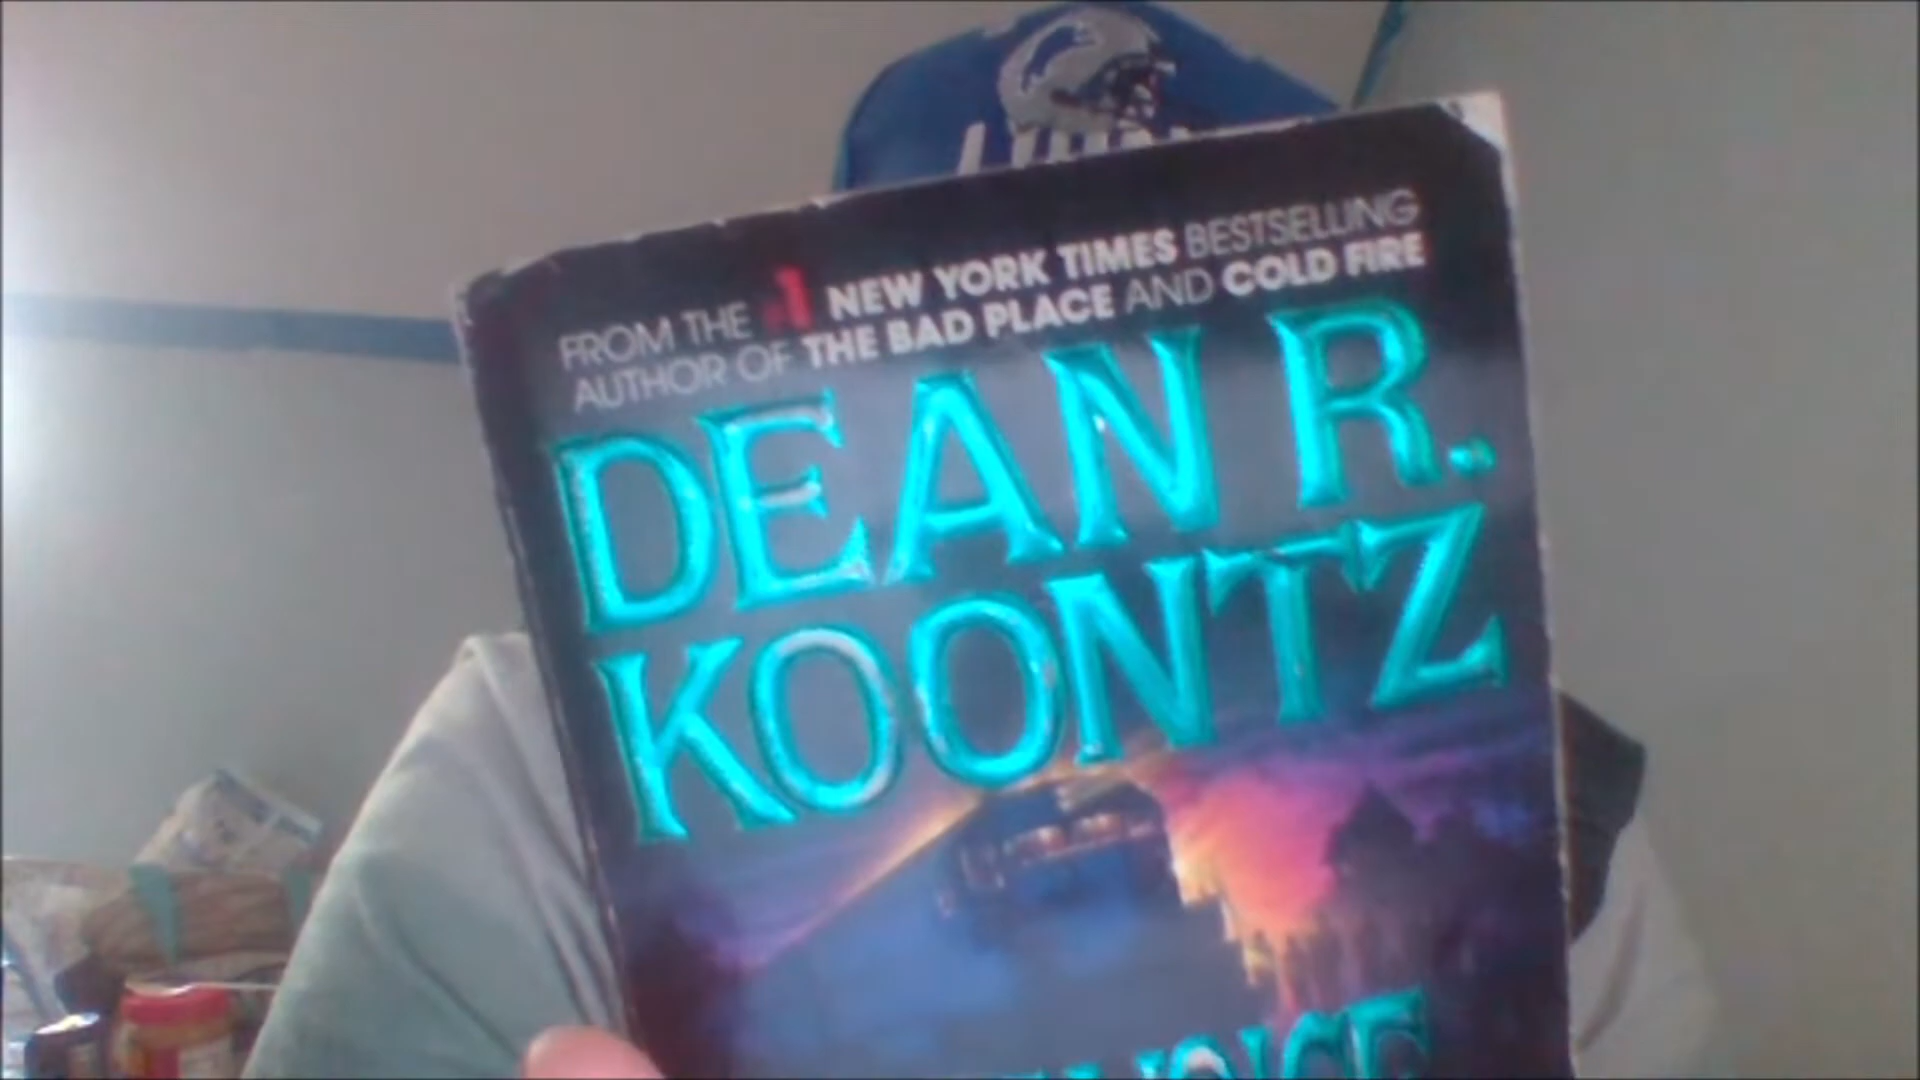 FROM THE #1 NEW YORK TIMES BESTSELLING
AUTHOR OF THE BAD PLACE AND COLD FIRE
DEAN R.
KOONTZ